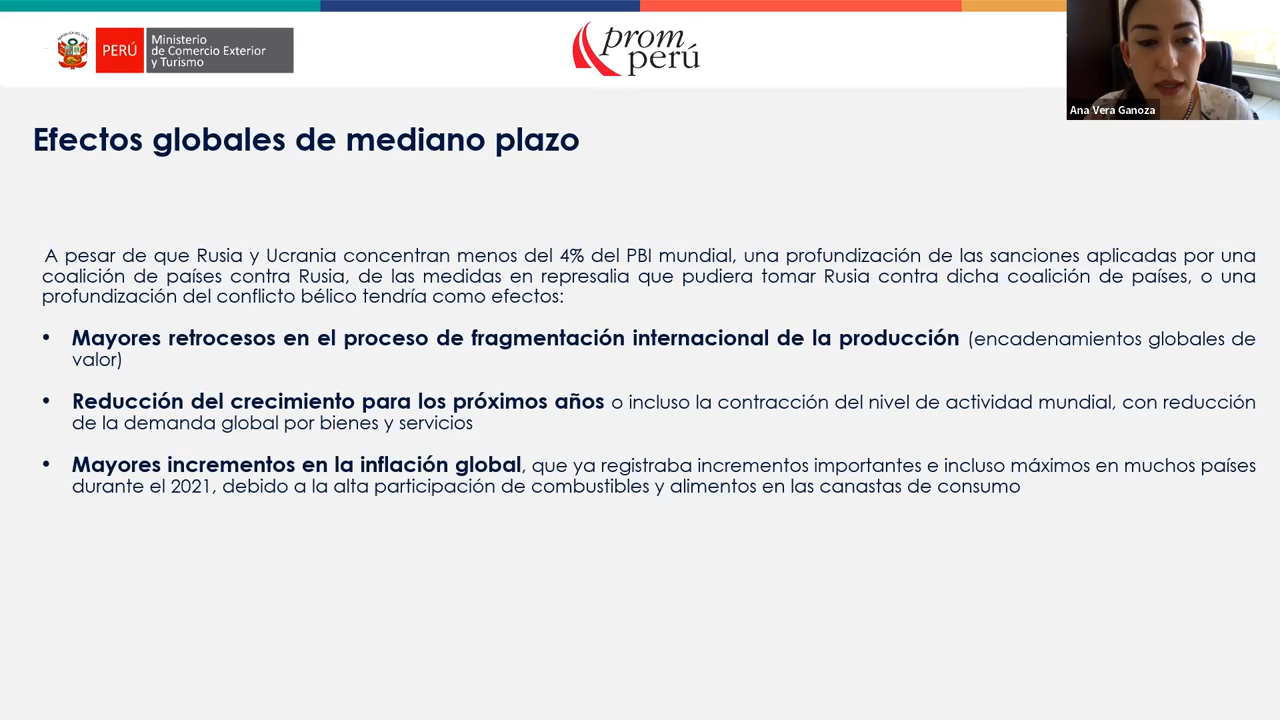 PERÚ
Ministerio
de Comercio Exterior
y Turismo
prom
perú
Ana Vera Ganoza
Efectos globales de mediano plazo
A pesar de que Rusia y Ucrania concentran menos del 4% del PBI mundial, una profundización de las sanciones aplicadas por una
coalición de países contra Rusia, de las medidas en represalia que pudiera tomar Rusia contra dicha coalición de países, o una
profundización del conflicto bélico tendría como efectos:
• Mayores retrocesos en el proceso de fragmentación internacional de la producción (encadenamientos globales de
valor)
• Reducción del crecimiento para los próximos años o incluso la contracción del nivel de actividad mundial, con reducción
de la demanda global por bienes y servicios
• Mayores incrementos en la inflación global, que ya registraba incrementos importantes e incluso máximos en muchos países
durante el 2021, debido a la alta participación de combustibles y alimentos en las canastas de consumo